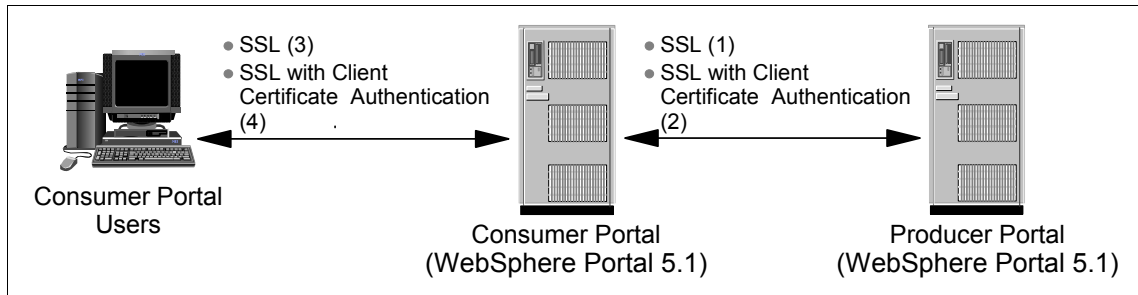 ● SSL (3)
● SSL with Client
Certificate Authentication
(4)
● SSL (1)
● SSL with Client
Certificate Authentication
(2)
Consumer Portal
Users
Consumer Portal
(WebSphere Portal 5.1)
Producer Portal
(WebSphere Portal 5.1)